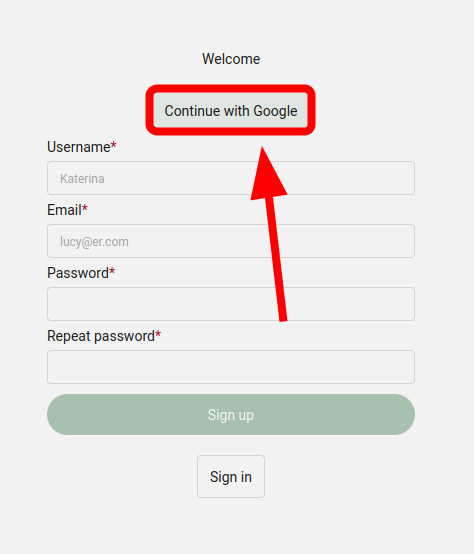 Welcome
Continue with Google
Username*
Katerina
Email*
lucy@er.com
Password*
Repeat password*
Sign up
Sign in